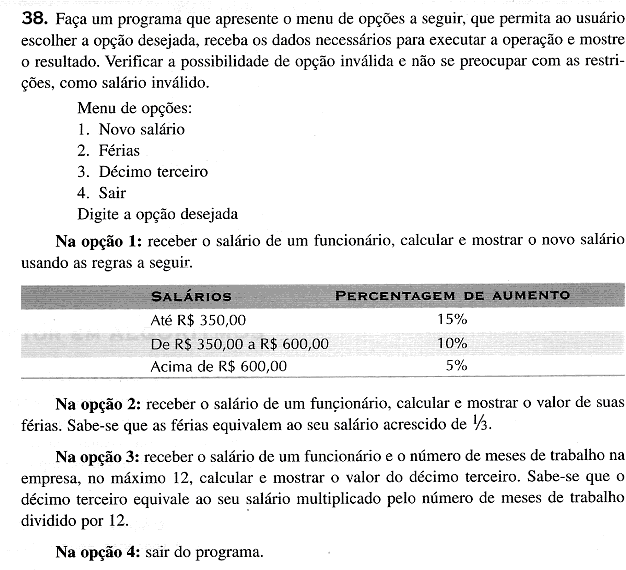 38. Faça um programa que apresente o menu de opções a seguir, que permita ao usuário
escolher a opção desejada, receba os dados necessários para executar a operação e mostre
o resultado. Verificar a possibilidade de opção inválida e não se preocupar com as restri-
ções, como salário inválido.
Menu de opções:
1. Novo salário
2. Férias
3. Décimo terceiro
4. Sair
Digite a opção desejada
Na opção 1: receber o salário de um funcionário, calcular e mostrar o novo salário
usando as regras a seguir.
SALÁRIOS PERCENTAGEM DE AUMENTO
Até R$ 350,00 15%
De R$ 350,00 a R$ 600,00 10%
Acima de R$ 600,00 5%
Na opção 2: receber o salário de um funcionário, calcular e mostrar o valor de suas
férias. Sabe-se que as férias equivalem ao seu salário acrescido de 1/3.
Na opção 3: receber o salário de um funcionário e o número de meses de trabalho na
empresa, no máximo 12, calcular e mostrar o valor do décimo terceiro. Sabe-se que o
décimo terceiro equivale ao seu salário multiplicado pelo número de meses de trabalho
dividido por 12.
Na opção 4: sair do programa.